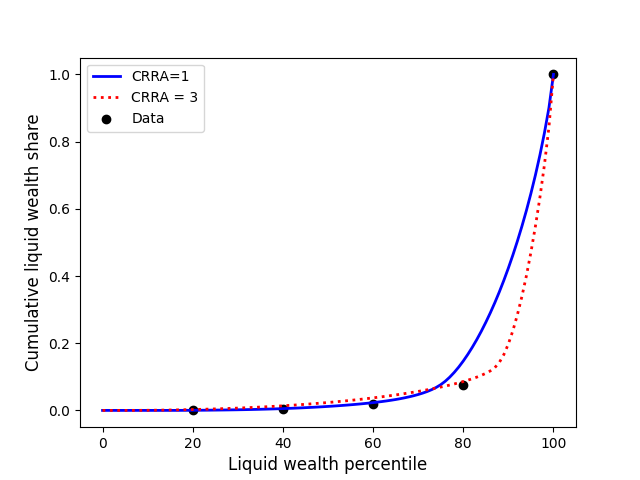 CRRA=1
CRRA = 3
Data
1.0
0.8
0.6
0.4
0.2
0.0
Cumulative liquid wealth share
0 20 40 60 80 100
Liquid wealth percentile